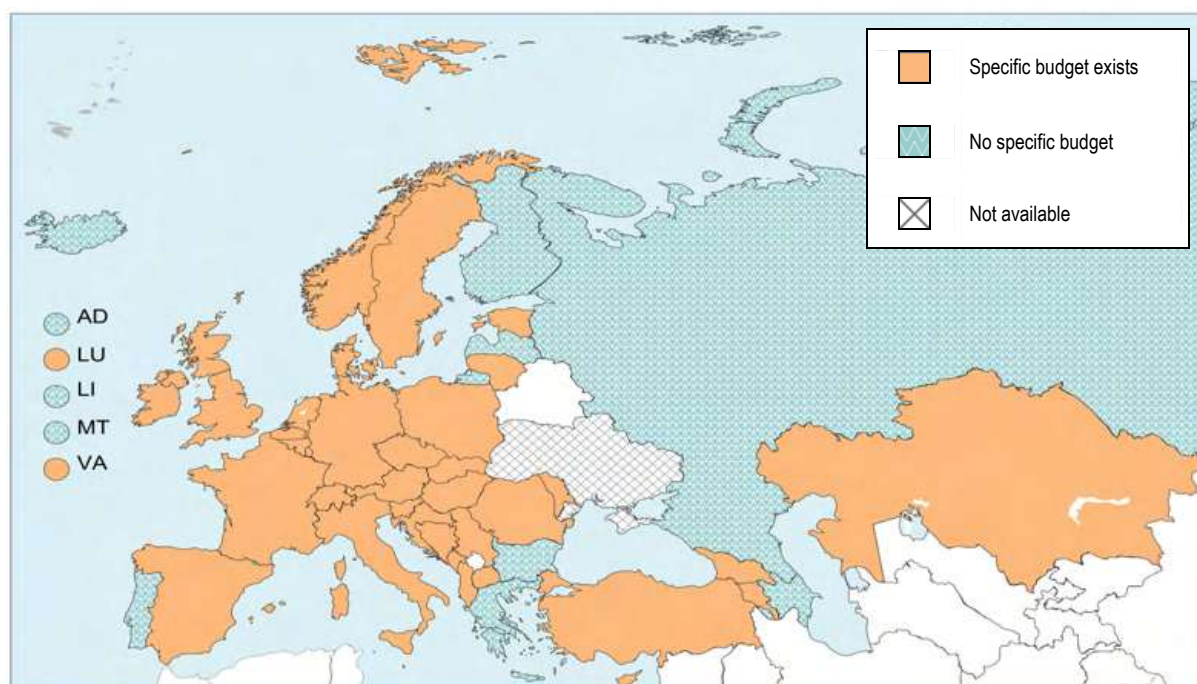 Specific budget exists
No specific budget
Not available
AD
LU
LI
MT
VA